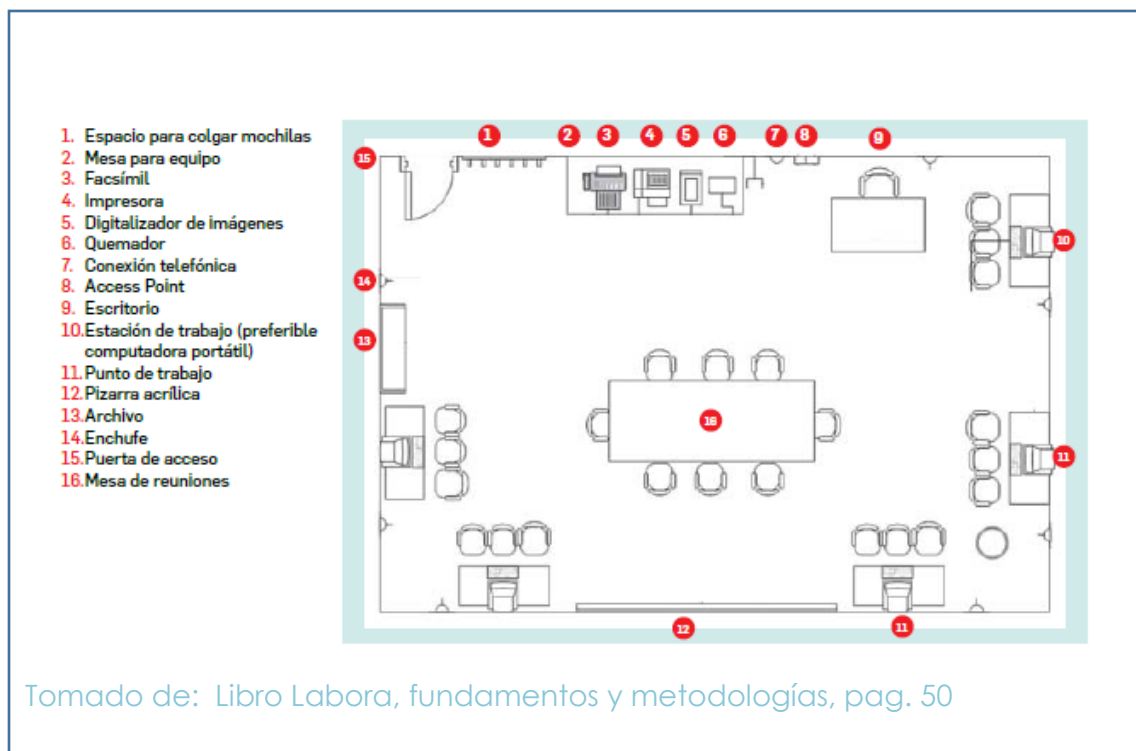 1. Espacio para colgar mochilas
2. Mesa para equipo
3. Facsímil
4. Impresora
5. Digitalizador de imágenes
6. Quemador
7. Conexión telefónica
8. Access Point
9. Escritorio
10.Estación de trabajo (preferible
computadora portátil)
11.Punto de trabajo
12.Pizarra acrílica
13.Archivo
14.Enchufe
15.Puerta de acceso
16.Mesa de reuniones
1 2 3 4 5 6 7 8 9
15
10
14
13
16
11
12
11
Tomado de: Libro Labora, fundamentos y metodologías, pag. 50